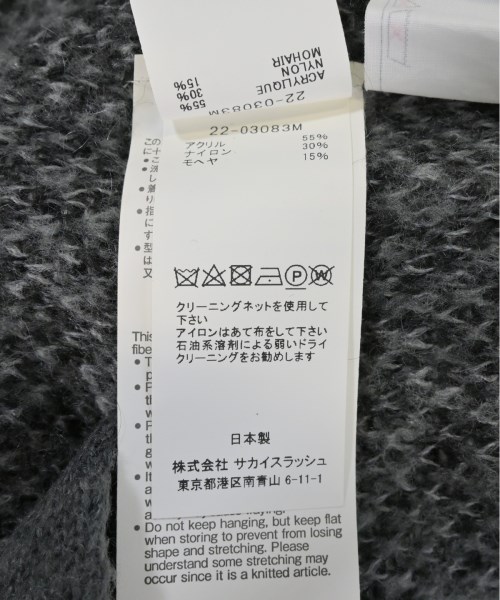 ACRYLIQUE 55%
NYLON 30%
MOHAIR 15%
22-03083M
22-03083M
アクリル 55%
ナイロン 30%
モヘヤ 15%
クリーニングネットを使用して
下さい
アイロンはあて布をして下さい
石油系溶剤による弱いドライ
クリーニングをお勧めします
日本製
株式会社 サカイスラッシュ
東京都港区南青山 6-11-1
This
fibe
• Do not keep hanging, but keep flat
when storing to prevent from losing
shape and stretching. Please
understand some stretching may
occur since it is a knitted article.